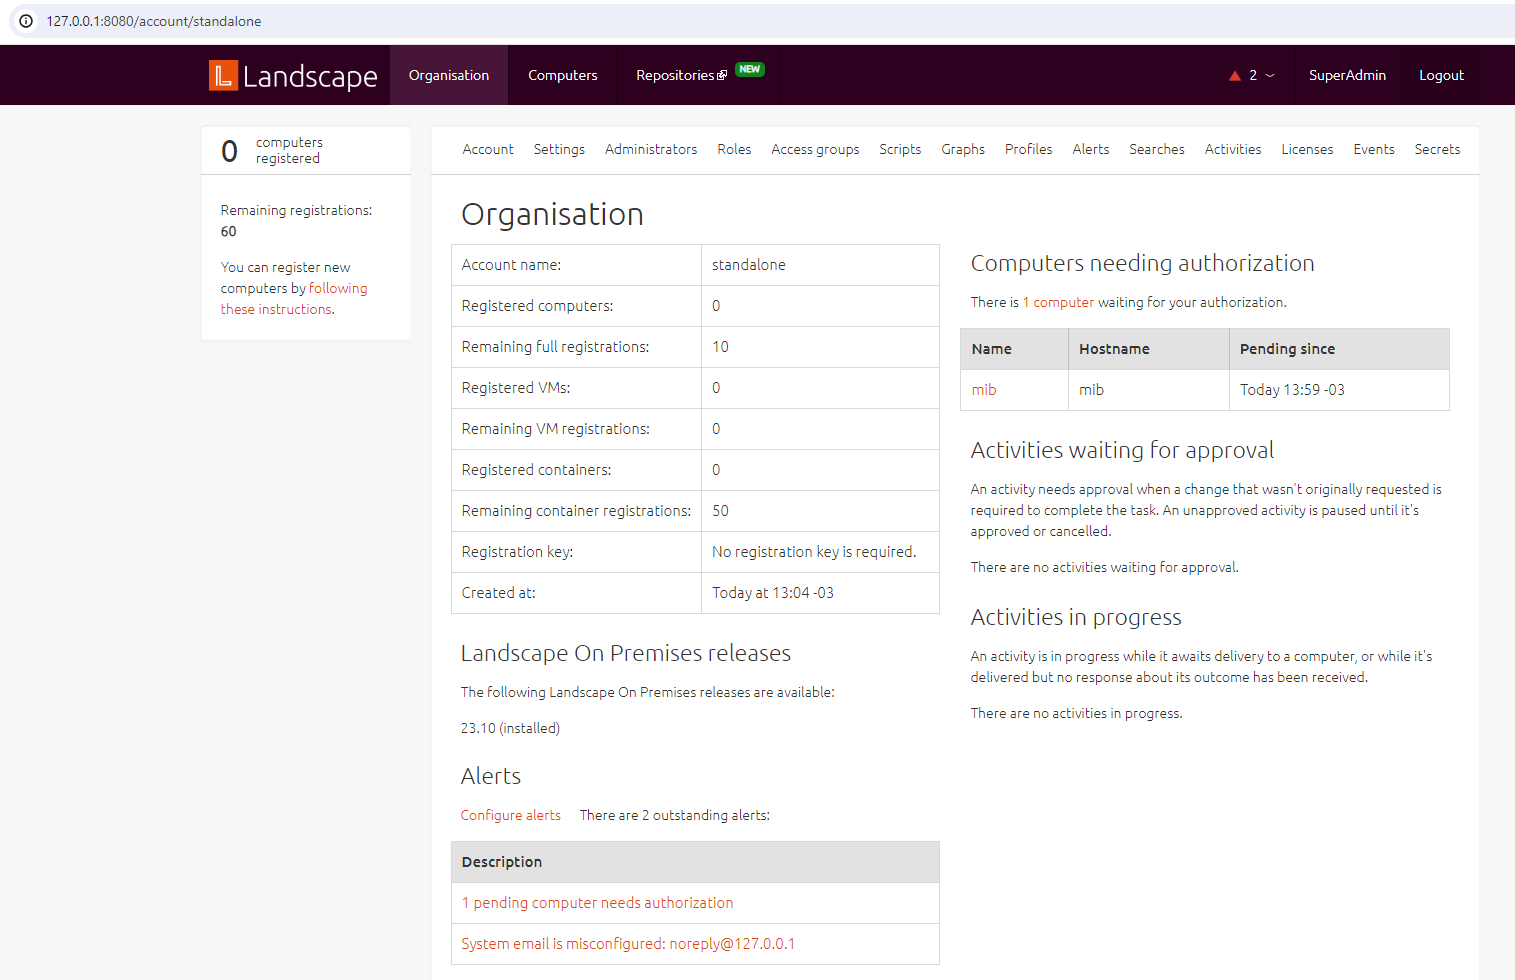 127.0.0.1:8080/account/standalone
Landscape Organisation Computers Repositories NEW 2 SuperAdmin Logout
0 computers registered
Remaining registrations:
60
You can register new
computers by following
these instructions.
Account Settings Administrators Roles Access groups Scripts Graphs Profiles Alerts Searches Activities Licenses Events Secrets
Organisation
Account name: standalone
Registered computers: 0
Remaining full registrations: 10
Registered VMs: 0
Remaining VM registrations: 0
Registered containers: 0
Remaining container registrations: 50
Registration key: No registration key is required.
Created at: Today at 13:04 -03
Landscape On Premises releases
The following Landscape On Premises releases are available:
23.10 (installed)
Alerts
Configure alerts There are 2 outstanding alerts:
Description
1 pending computer needs authorization
System email is misconfigured: noreply@127.0.0.1
Computers needing authorization
There is 1 computer waiting for your authorization.
Name Hostname Pending since
mib mib Today 13:59 -03
Activities waiting for approval
An activity needs approval when a change that wasn't originally requested is
required to complete the task. An unapproved activity is paused until it's
approved or cancelled.
There are no activities waiting for approval.
Activities in progress
An activity is in progress while it awaits delivery to a computer, or while it's
delivered but no response about its outcome has been received.
There are no activities in progress.